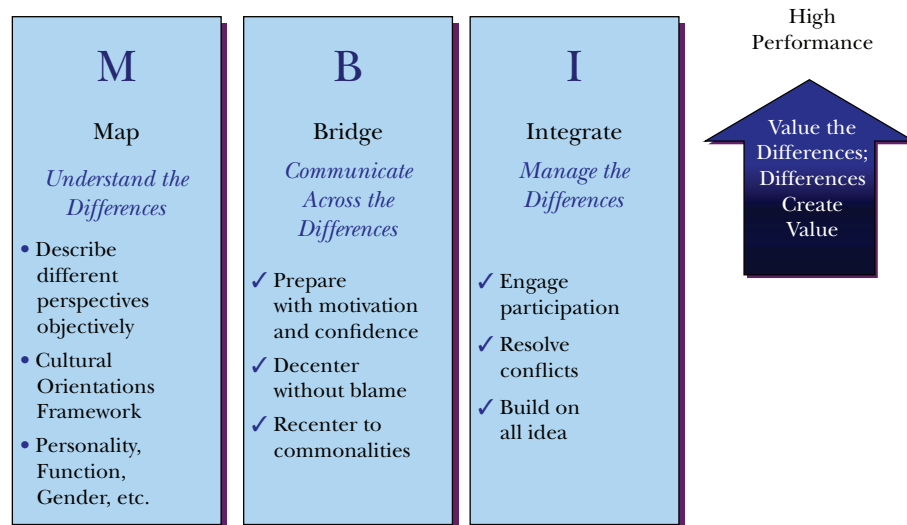 M
Map
Understand the
Differences
• Describe
different
perspectives
objectively
• Cultural
Orientations
Framework
• Personality,
Function,
Gender, etc.
B
Bridge
Communicate
Across the
Differences
✓ Prepare
with motivation
and confidence
✓ Decenter
without blame
✓ Recenter to
commonalities
I
Integrate
Manage the
Differences
✓ Engage
participation
✓ Resolve
conflicts
✓ Build on
all idea
High
Performance
Value the
Differences;
Differences
Create
Value